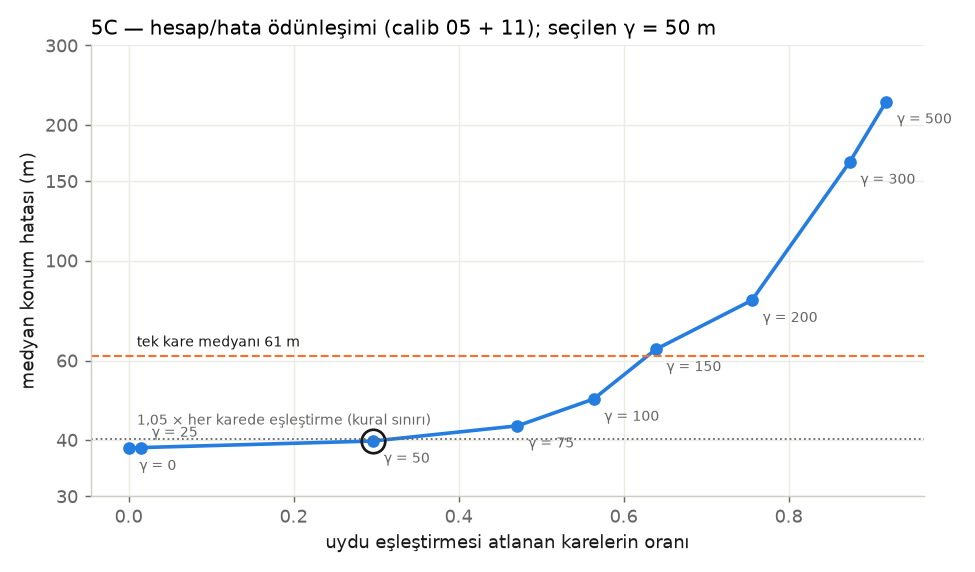 5C — hesap/hata ödünleşimi (calib 05 + 11); seçilen γ = 50 m
medyan konum hatası (m)
300
200
150
100
60
40
30
γ = 500
γ = 300
γ = 200
tek kare medyanı 61 m
γ = 150
γ = 100
1,05 × her karede eşleştirme (kural sınırı)
γ = 25
γ = 75
γ = 50
γ = 0
0.0
0.2
0.4
0.6
0.8
uydu eşleştirmesi atlanan karelerin oranı